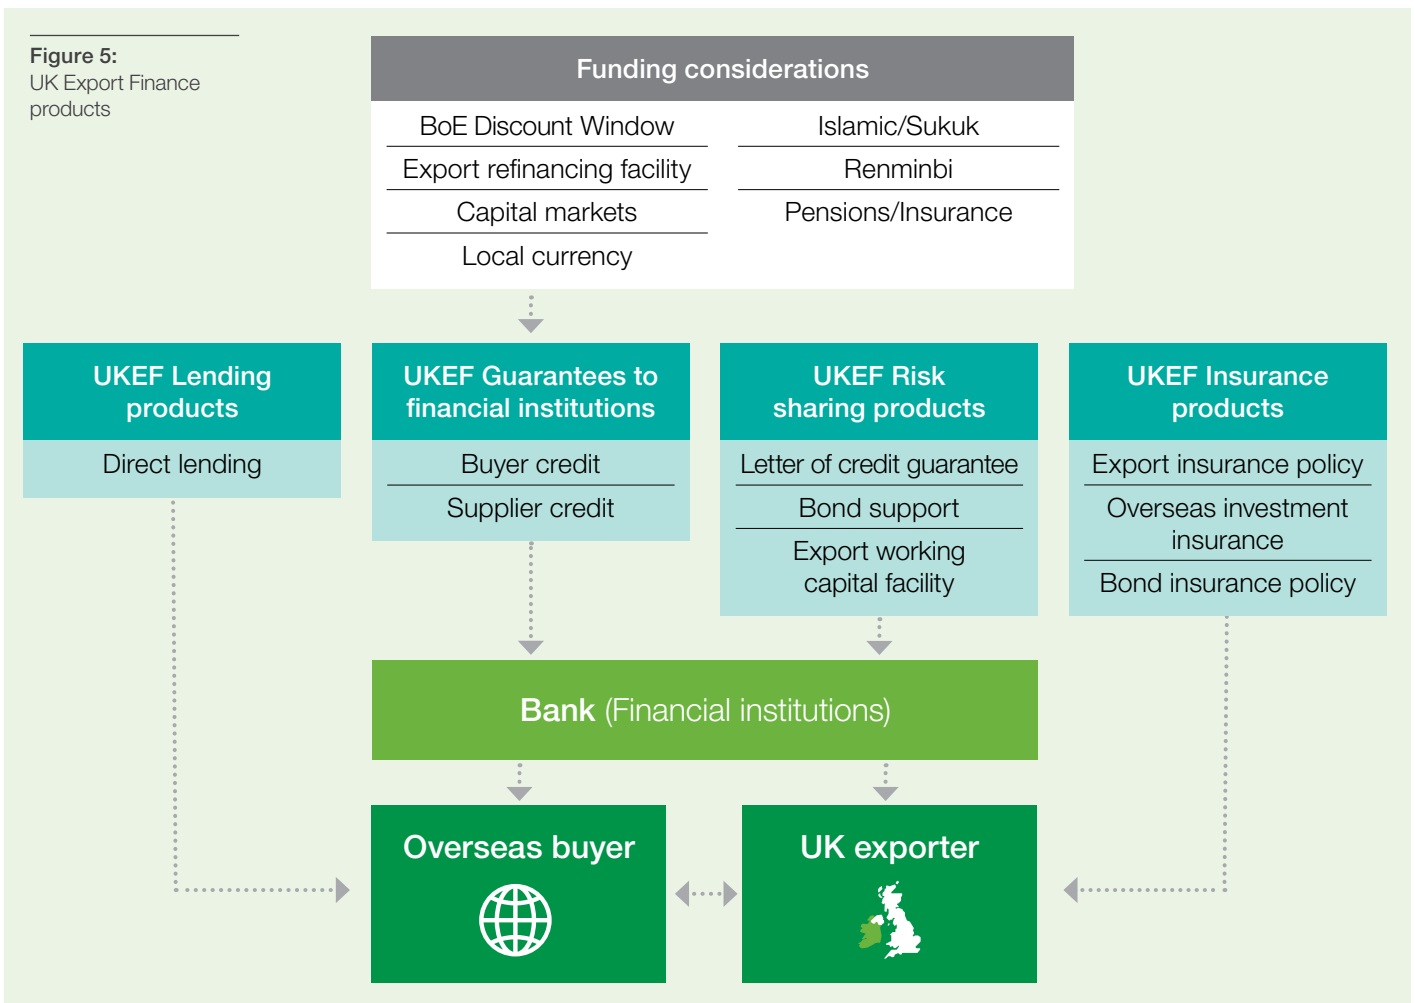 Figure 5:
UK Export Finance
products
Funding considerations
BoE Discount Window
Export refinancing facility
Capital markets
Local currency
Islamic/Sukuk
Renminbi
Pensions/Insurance
UKEF Lending
products
Direct lending
UKEF Guarantees to
financial institutions
Buyer credit
Supplier credit
UKEF Risk
sharing products
Letter of credit guarantee
Bond support
Export working
capital facility
UKEF Insurance
products
Export insurance policy
Overseas investment
insurance
Bond insurance policy
Bank (Financial institutions)
Overseas buyer
UK exporter